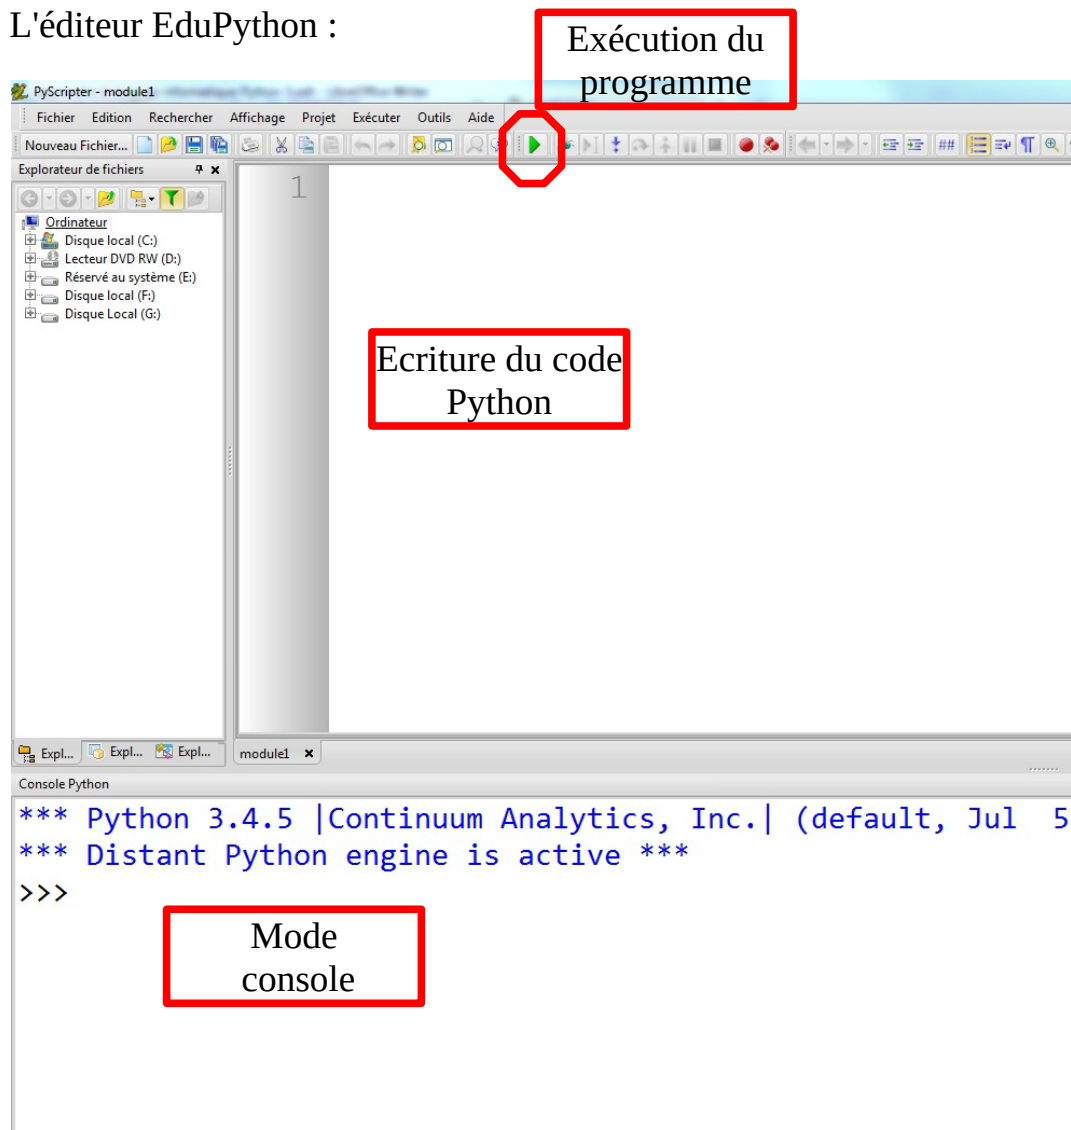 L'éditeur EduPython :
Exécution du
programme
PyScripter - module1
Fichier Edition Rechercher Affichage Projet Exécuter Outils Aide
Nouveau Fichier...
##
Explorateur de fichiers
1
Ordinateur
Disque local (C:)
Lecteur DVD RW (D:)
Réservé au système (E:)
Disque local (F:)
Disque Local (G:)
Ecriture du code
Python
Expl... Expl... Expl...
module1
Console Python
*** Python 3.4.5 |Continuum Analytics, Inc.| (default, Jul 5
*** Distant Python engine is active ***
>>>
Mode
console